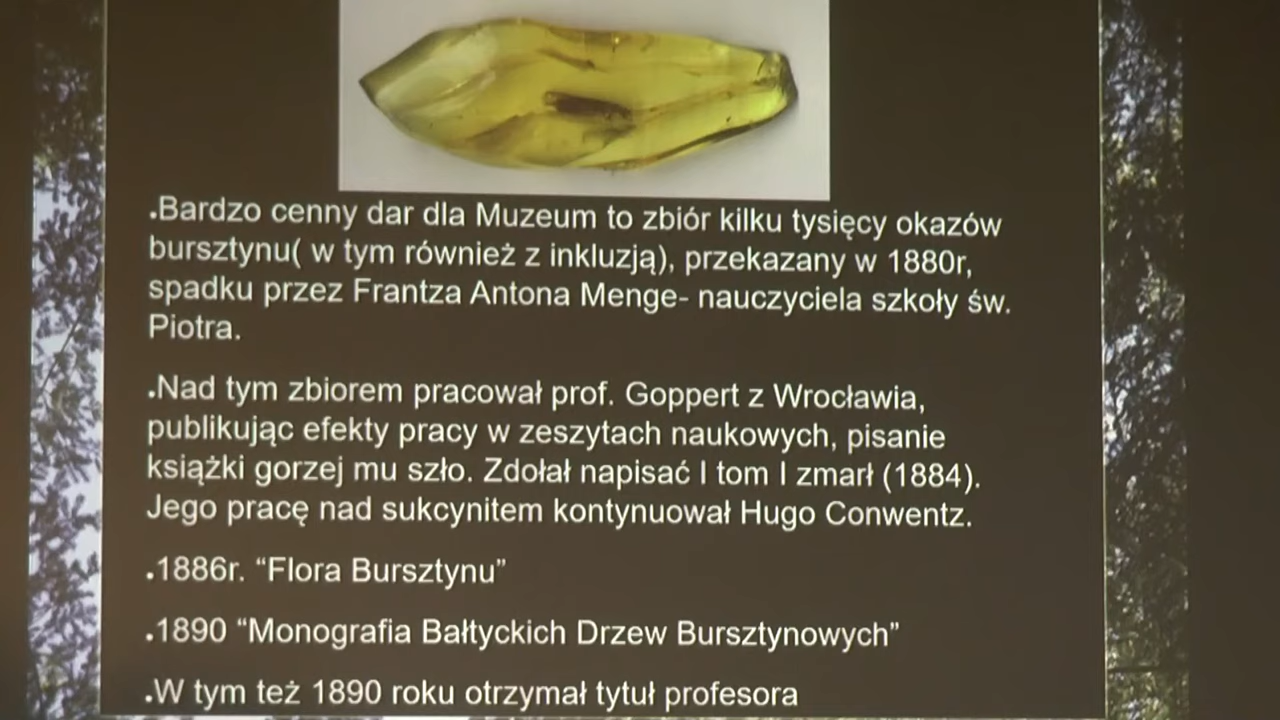 .Bardzo cenny dar dla Muzeum to zbiór kilku tysięcy okazów
bursztynu( w tym również z inkluzją), przekazany w 1880r,
spadku przez Frantza Antona Menge- nauczyciela szkoły św.
Piotra.
.Nad tym zbiorem pracował prof. Goppert z Wrocławia,
publikując efekty pracy w zeszytach naukowych, pisanie
książki gorzej mu szło. Zdołał napisać I tom I zmarł (1884).
Jego pracę nad sukcynitem kontynuował Hugo Conwentz.
.1886r. “Flora Bursztynu”
.1890 “Monografia Bałtyckich Drzew Bursztynowych”
.W tym też 1890 roku otrzymał tytuł profesora